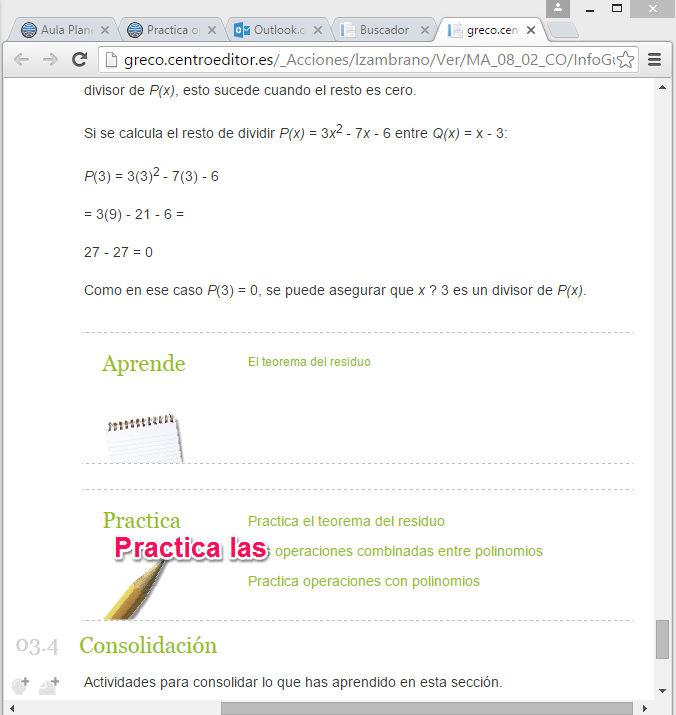 Aula Plane
Practica o
Outlook.c
Buscador
greco.cen
greco.centroeditor.es/_Acciones/lzambrano/Ver/MA_08_02_CO/InfoGu
divisor de P(x), esto sucede cuando el resto es cero.
Si se calcula el resto de dividir P(x) = 3x² - 7x - 6 entre Q(x) = x - 3:
P(3) = 3(3)² - 7(3) - 6
= 3(9) - 21 - 6 =
27 - 27 = 0
Como en ese caso P(3) = 0, se puede asegurar que x ? 3 es un divisor de P(x).
Aprende
El teorema del residuo
Practica
Practica el teorema del residuo
Practica las
operaciones combinadas entre polinomios
Practica operaciones con polinomios
03.4 Consolidación
Actividades para consolidar lo que has aprendido en esta sección.